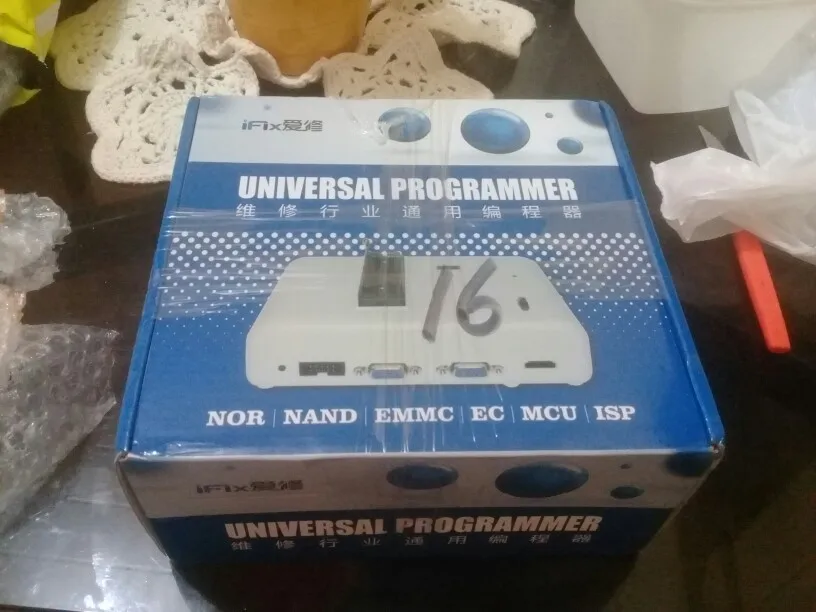 iFix爱修
UNIVERSAL PROGRAMMER
维修行业通用编程器
T6
NOR | NAND | EMMC | EC | MCU | ISP
iFix爱修
UNIVERSAL PROGRAMMER
维修行业通用编程器